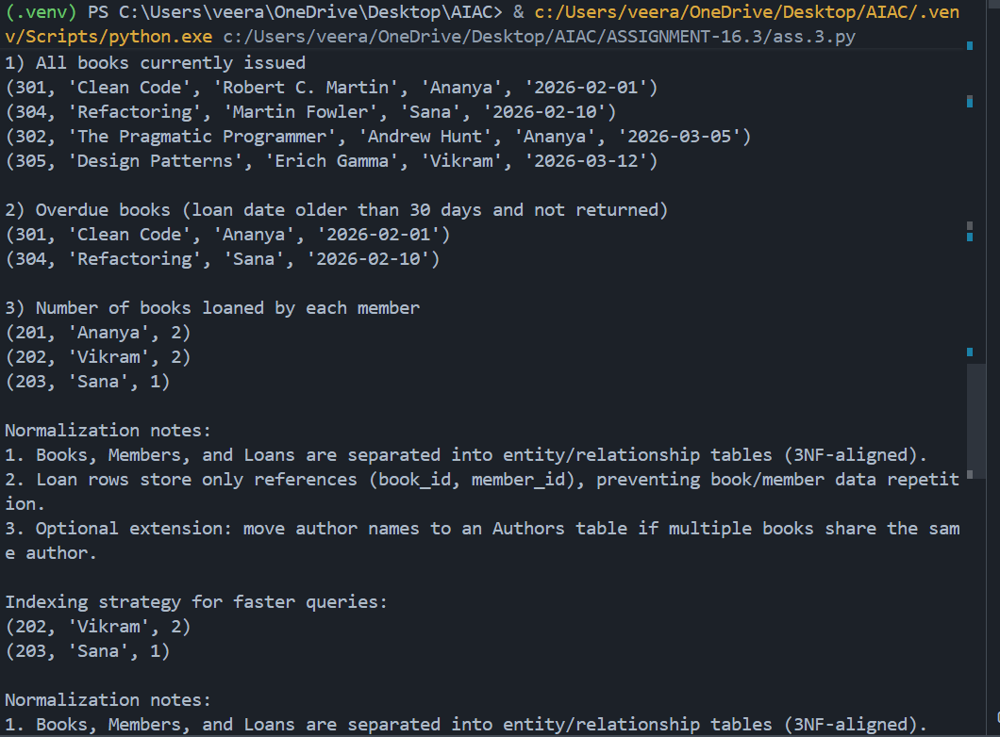 (.venv) PS C:\Users\veera\OneDrive\Desktop\AIAC> & c:/Users/veera/OneDrive/Desktop/AIAC/.ven
v/Scripts/python.exe c:/Users/veera/OneDrive/Desktop/AIAC/ASSIGNMENT-16.3/ass.3.py
1) All books currently issued
(301, 'Clean Code', 'Robert C. Martin', 'Ananya', '2026-02-01')
(304, 'Refactoring', 'Martin Fowler', 'Sana', '2026-02-10')
(302, 'The Pragmatic Programmer', 'Andrew Hunt', 'Ananya', '2026-03-05')
(305, 'Design Patterns', 'Erich Gamma', 'Vikram', '2026-03-12')

2) Overdue books (loan date older than 30 days and not returned)
(301, 'Clean Code', 'Ananya', '2026-02-01')
(304, 'Refactoring', 'Sana', '2026-02-10')

3) Number of books loaned by each member
(201, 'Ananya', 2)
(202, 'Vikram', 2)
(203, 'Sana', 1)

Normalization notes:
1. Books, Members, and Loans are separated into entity/relationship tables (3NF-aligned).
2. Loan rows store only references (book_id, member_id), preventing book/member data repetit
ion.
3. Optional extension: move author names to an Authors table if multiple books share the sam
e author.

Indexing strategy for faster queries:
(202, 'Vikram', 2)
(203, 'Sana', 1)

Normalization notes:
1. Books, Members, and Loans are separated into entity/relationship tables (3NF-aligned).